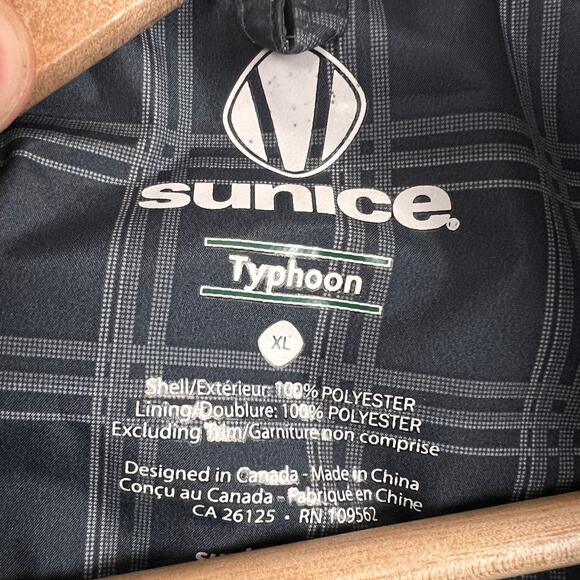 sunice®
Typhoon
XL
Shell/Extérieur: 100% POLYESTER
Lining/Doublure: 100% POLYESTER
Excluding Trim/Garniture non comprise
Designed in Canada - Made in China
Conçu au Canada - Fabriqué en Chine
CA 26125 • RN 109562